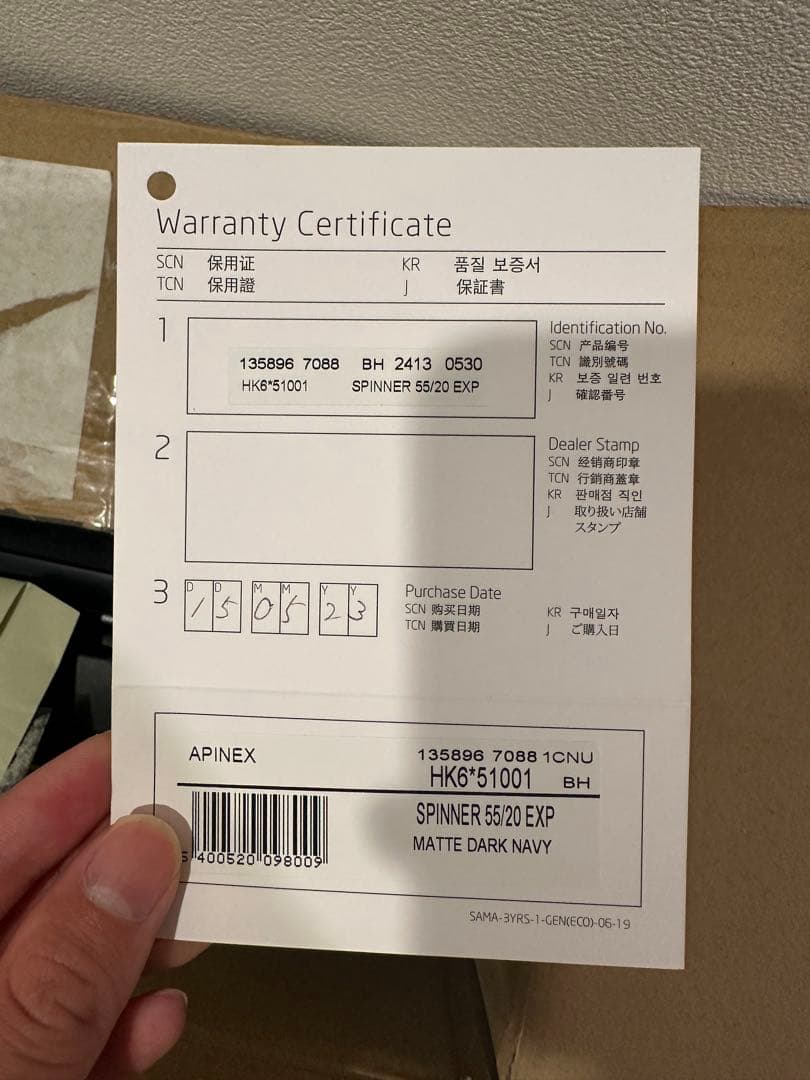 Warranty Certificate
SCN 保用证 KR 품질 보증서
TCN 保用證 J 保証書
1
135896 7088 BH 2413 0530
HK6*51001 SPINNER 55/20 EXP
Identification No.
SCN 产品编号
TCN 識別號碼
KR 보증 일련 번호
J 確認番号
2
Dealer Stamp
SCN 经销商印章
TCN 行銷商蓋章
KR 판매점 직인
J 取り扱い店舗
スタンプ
3
D D M M Y Y
1 5 0 5 2 3
Purchase Date
SCN 购买日期 KR 구매일자
TCN 購買日期 J ご購入日
APINEX 135896 7088 1CNU
HK6*51001 BH
SPINNER 55/20 EXP
MATTE DARK NAVY
5 400520 098009
SAMA-3YRS-1-GEN(ECO)-06-19